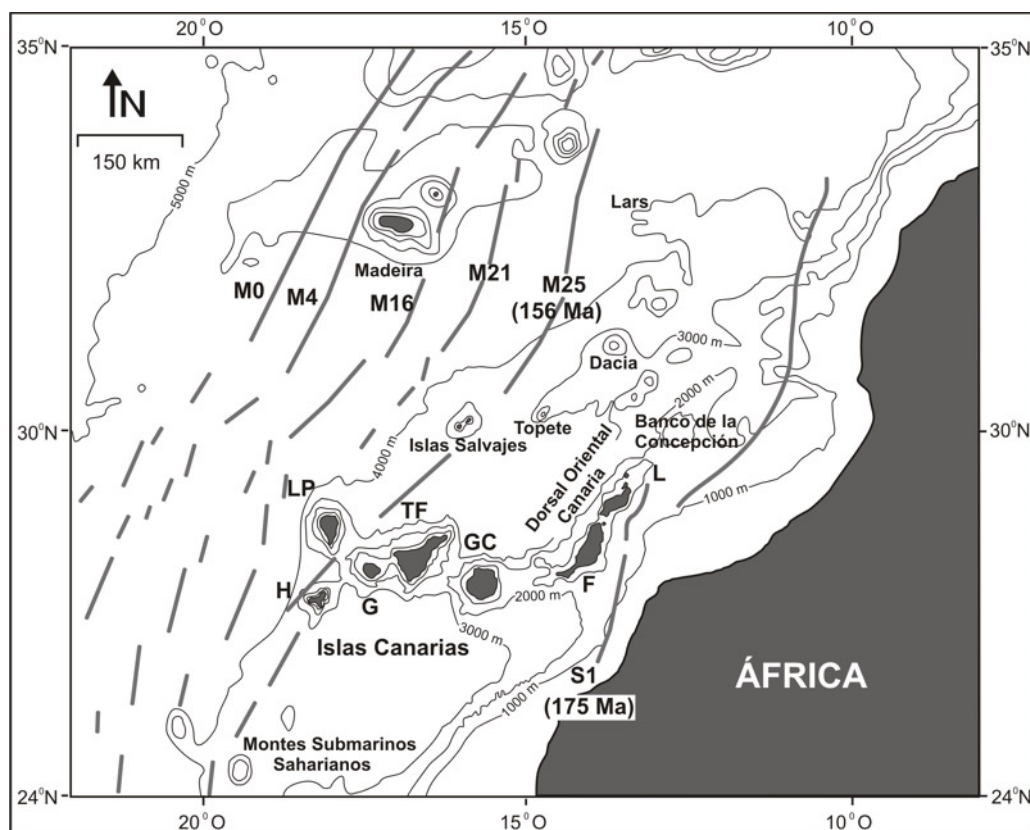 20°O
15°O
10°O
35°N
35°N
N
150 km
5000 m
Lars
Madeira
M0
M4
M16
M21
M25
(156 Ma)
3000 m
Dacia
2000 m
30°N
Topete
Banco de la
Concepción
30°N
Islas Salvajes
4000 m
Dorsal Oriental
Canaria
L
1000 m
LP
TF
GC
H
G
F
2000 m
3000 m
Islas Canarias
S1
(175 Ma)
1000 m
ÁFRICA
Montes Submarinos
Saharianos
24°N
24°N
20°O
15°O
10°O